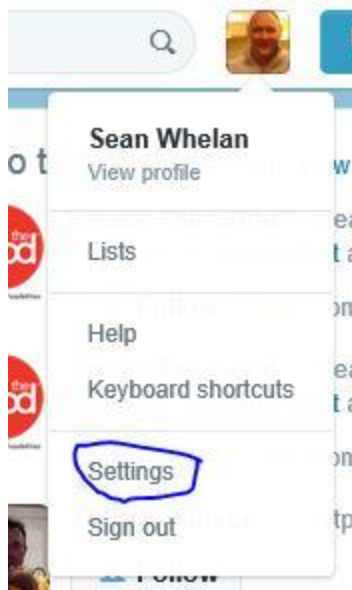 Sean Whelan
View profile
Lists
Help
Keyboard shortcuts
Settings
Sign out
Follow